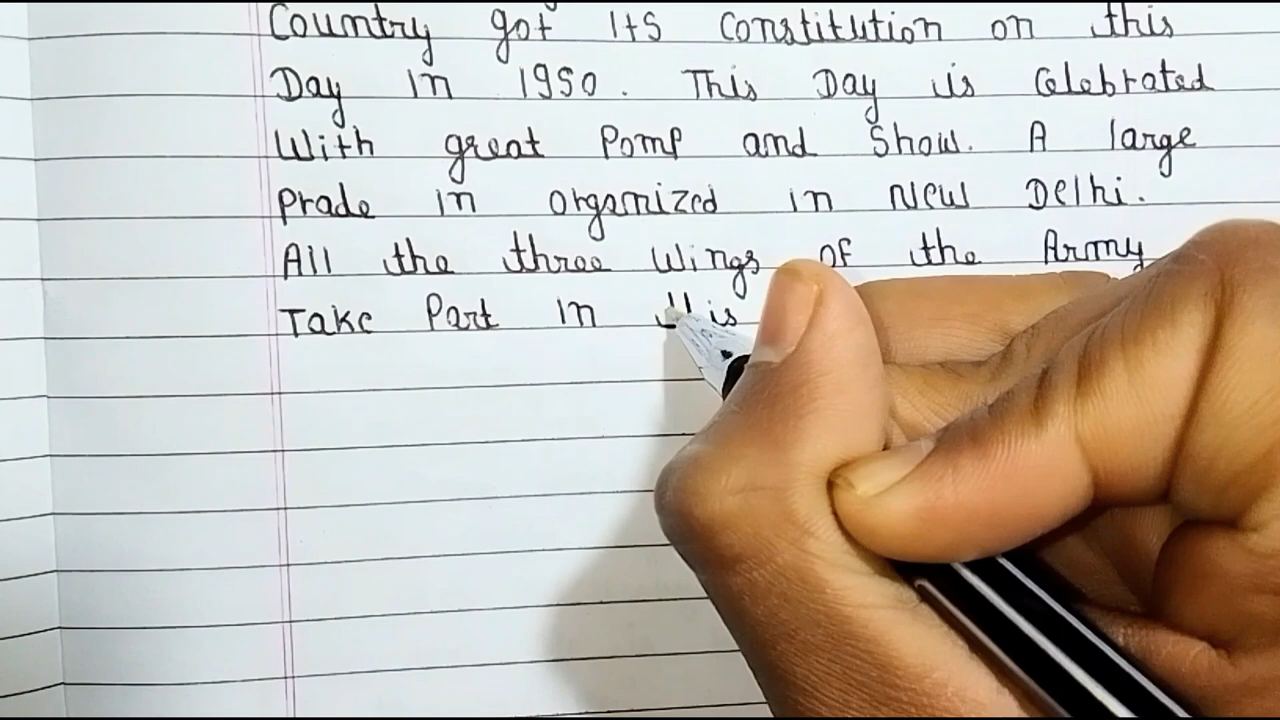 Country got Its Constitution on this
Day in 1950. This Day is Celebrated
With great Pomp and Show. A large
Prade in organized in New Delhi.
All the three Wings of the Army
Take Part in this